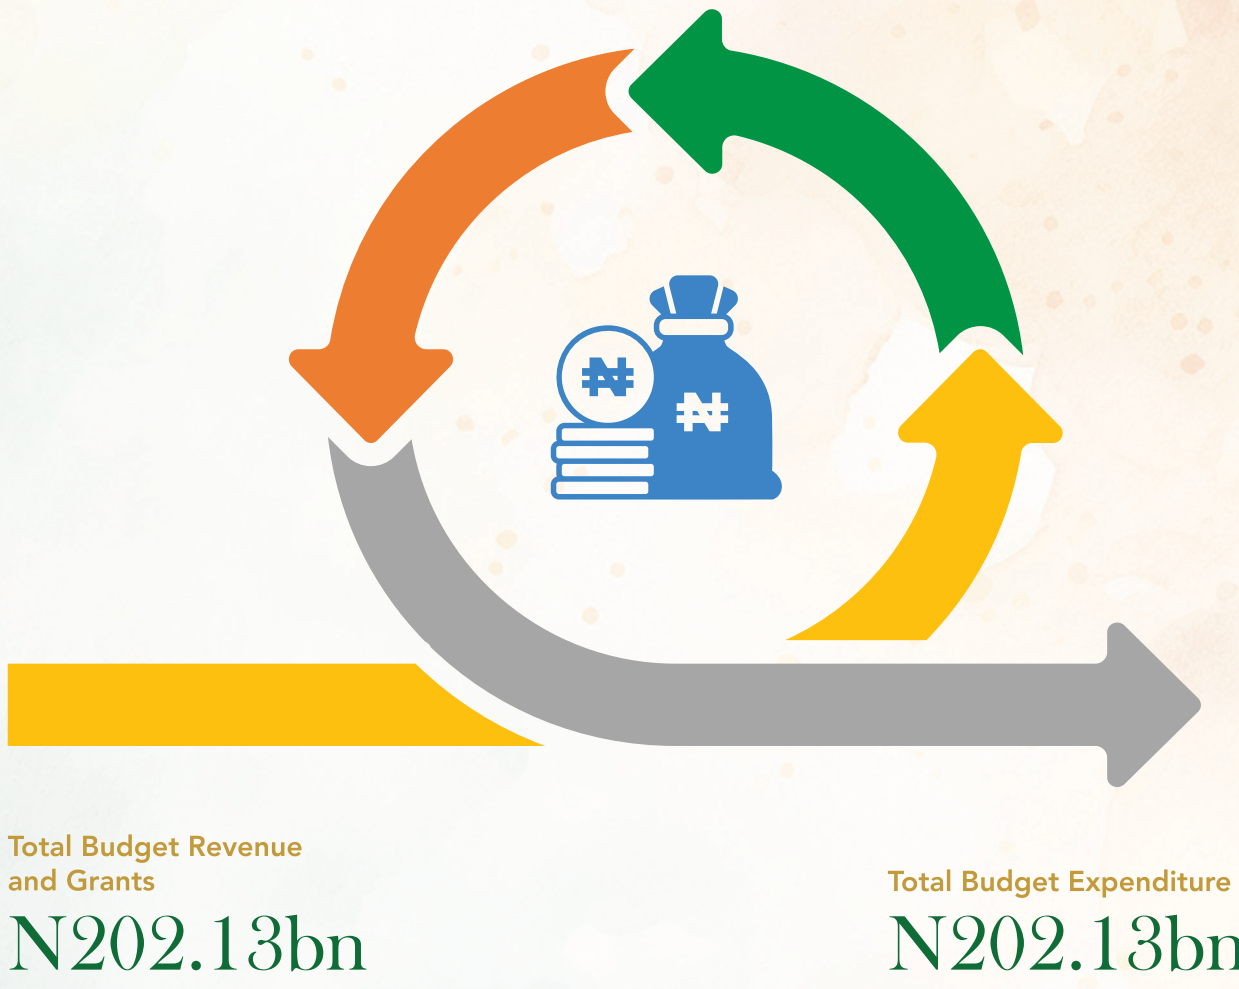 ₦
₦
Total Budget Revenue
and Grants
N202.13bn
Total Budget Expenditure
N202.13bn